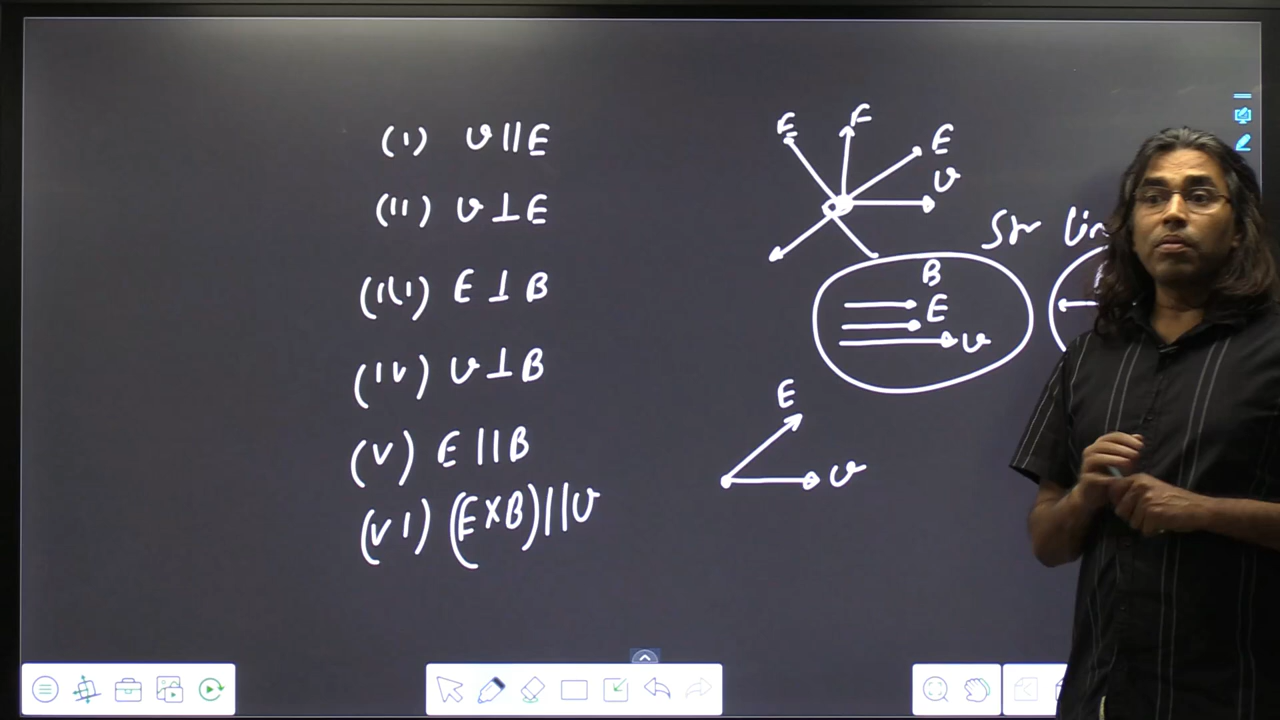 (i) v || E
(ii) v ⊥ E
(iii) E ⊥ B
(iv) v ⊥ B
(v) E || B
(vi) (E×B) || v
F
E
v
Str
B
E
v
E
v